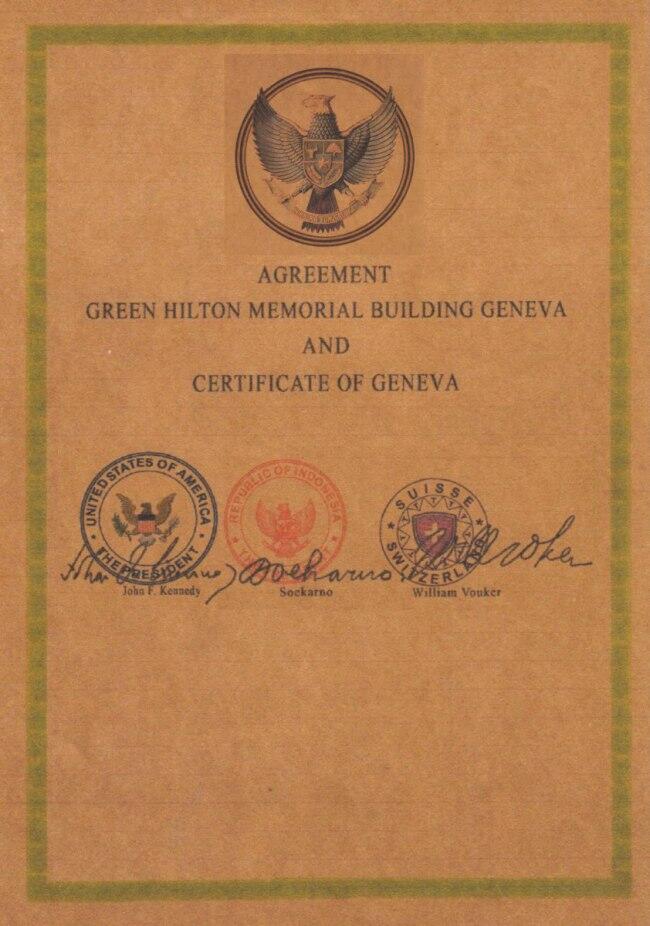 AGREEMENT
GREEN HILTON MEMORIAL BUILDING GENEVA
AND
CERTIFICATE OF GENEVA
UNITED STATES OF AMERICA
THE PRESIDENT
REPUBLIC OF INDONESIA
SUISSE
SWITZERLAND
John F. Kennedy
Soekarno
William Vouker